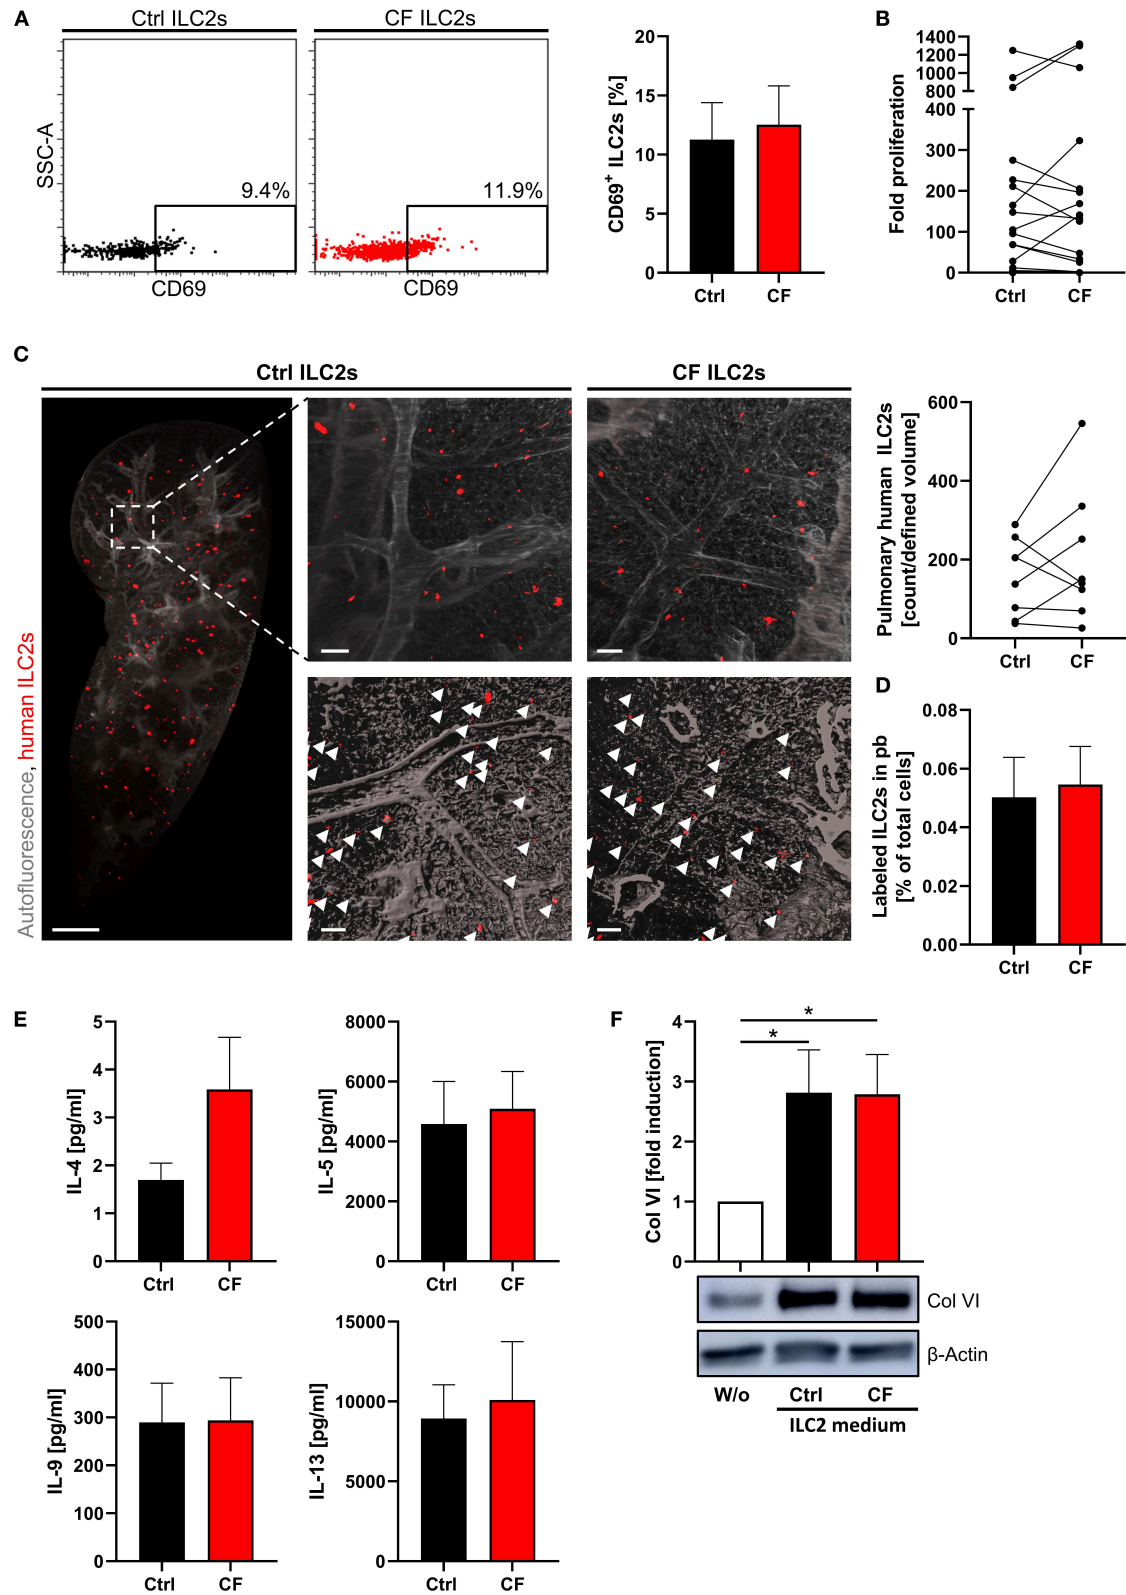 A
Ctrl ILC2s
CF ILC2s
SSC-A
9.4%
11.9%
CD69
CD69
CD69+ ILC2s [%]
20
15
10
5
0
Ctrl
CF
B
Fold proliferation
1400
1200
1000
800
400
300
200
100
0
Ctrl
CF
C
Ctrl ILC2s
CF ILC2s
Autofluorescence, human ILC2s
Pulmonary human ILC2s
[count/defined volume]
600
400
200
0
Ctrl
CF
D
Labeled ILC2s in pb
[% of total cells]
0.08
0.06
0.04
0.02
0.00
Ctrl
CF
E
IL-4 [pg/ml]
5
4
3
2
1
0
Ctrl
CF
IL-5 [pg/ml]
8000
6000
4000
2000
0
Ctrl
CF
IL-9 [pg/ml]
500
400
300
200
100
0
Ctrl
CF
IL-13 [pg/ml]
15000
10000
5000
0
Ctrl
CF
F
Col VI [fold induction]
4
3
2
1
0
*
*
Col VI
β-Actin
W/o
Ctrl
CF
ILC2 medium